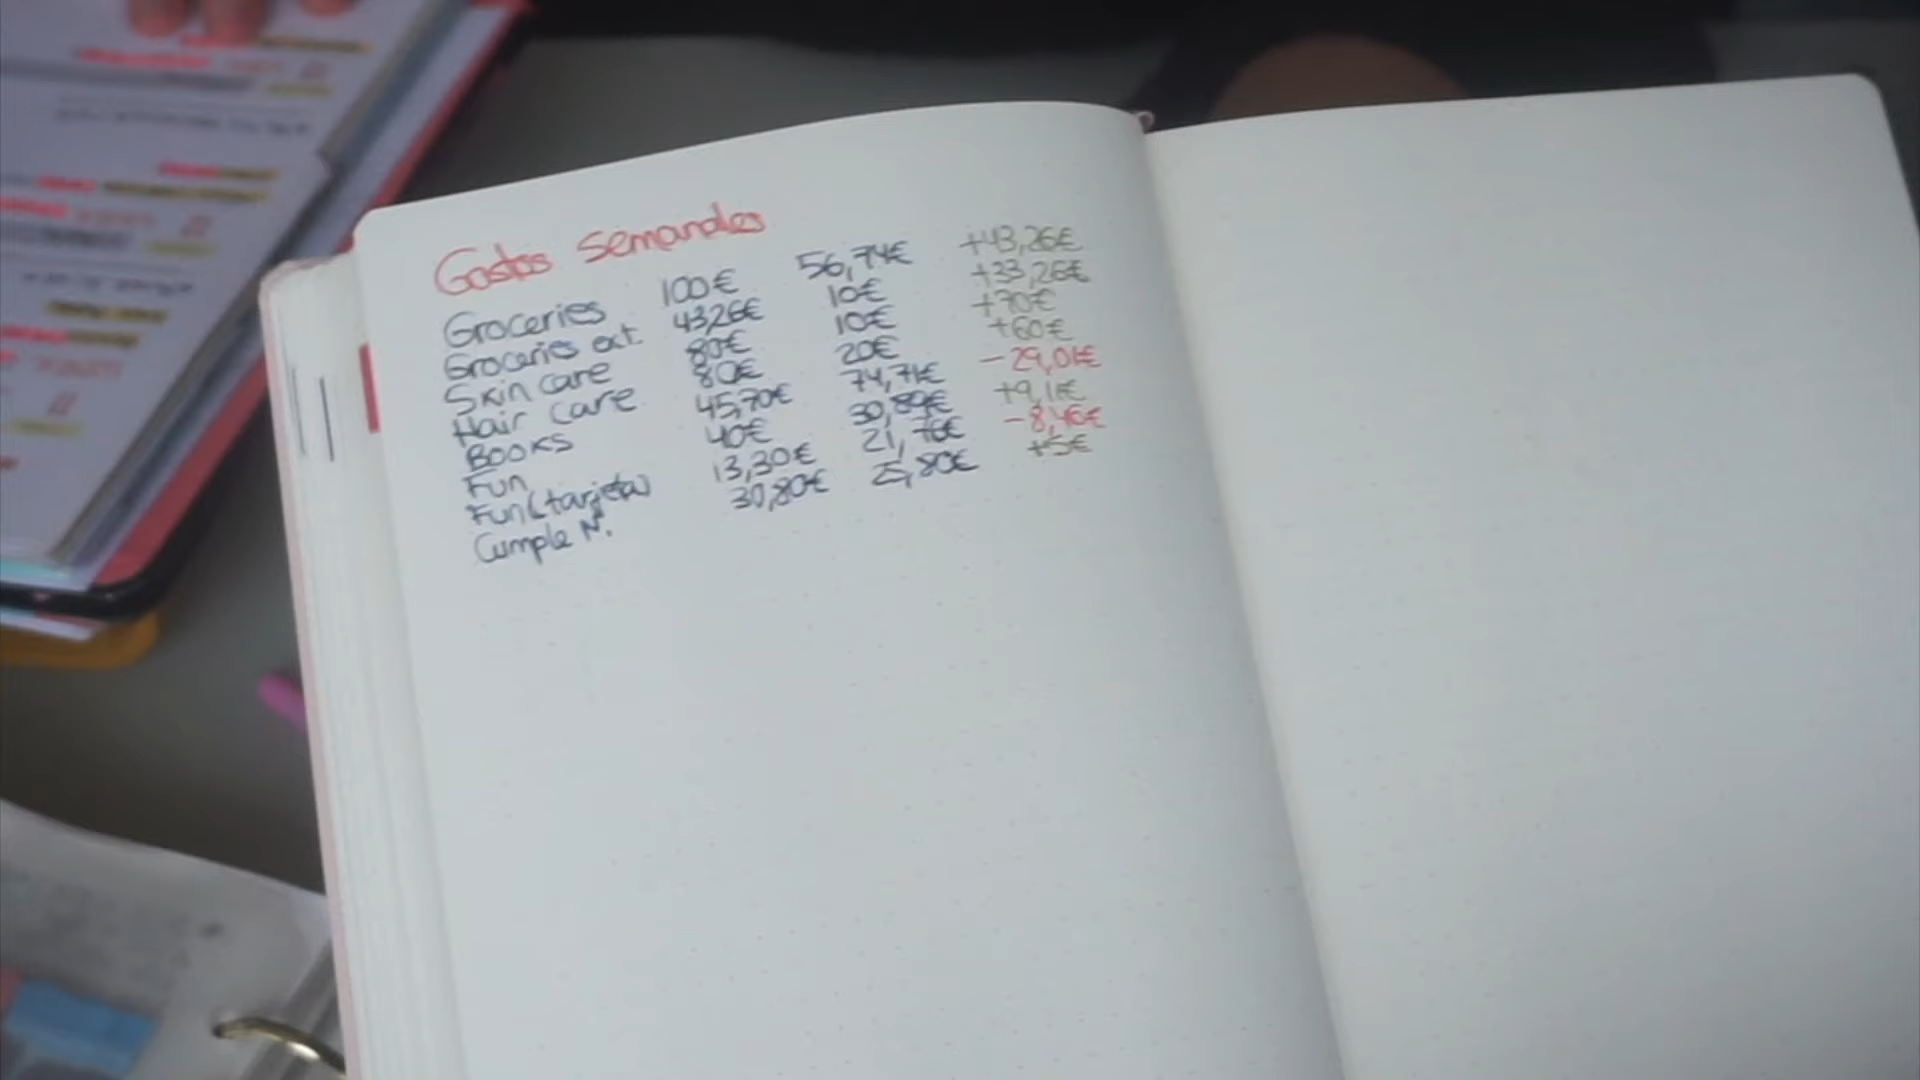 Gastos semanales
Groceries 100€ 56,74€ +43,26€
Groceries ext. 43,26€ 10€ +33,26€
Skin care 80€ 10€ +70€
Hair care 80€ 20€ +60€
Books 45,70€ 74,71€ -29,01€
Fun 40€ 30,89€ +9,11€
Fun (tarjeta) 13,30€ 21,76€ -8,46€
Cumple N. 30,80€ 25,80€ +5€